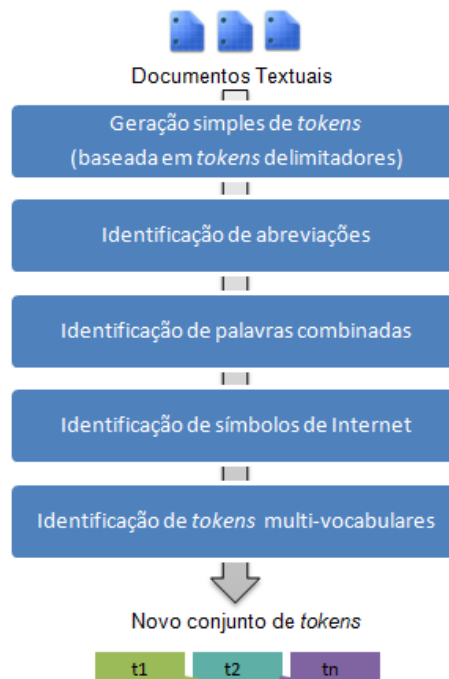 Documentos Textuais
Geração simples de tokens
(baseada em tokens delimitadores)
Identificação de abreviações
Identificação de palavras combinadas
Identificação de símbolos de Internet
Identificação de tokens multi-vocabulares
Novo conjunto de tokens
t1 t2 tn